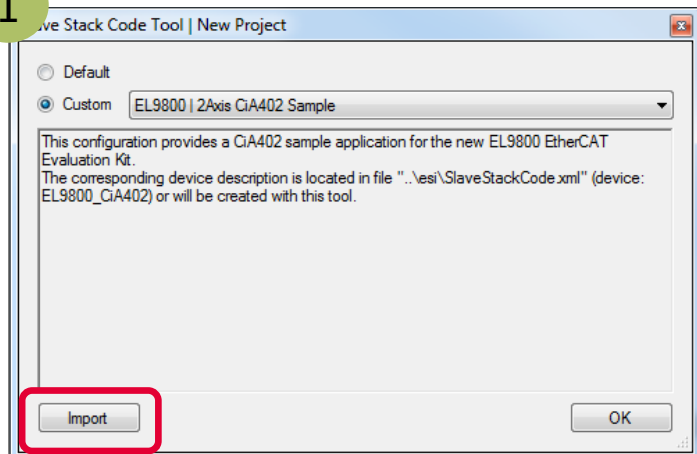 1
ve Stack Code Tool | New Project
Default
Custom EL9800 | 2Axis CiA402 Sample
This configuration provides a CiA402 sample application for the new EL9800 EtherCAT
Evaluation Kit.
The corresponding device description is located in file "..\esi\SlaveStackCode.xml" (device:
EL9800_CiA402) or will be created with this tool.
Import OK